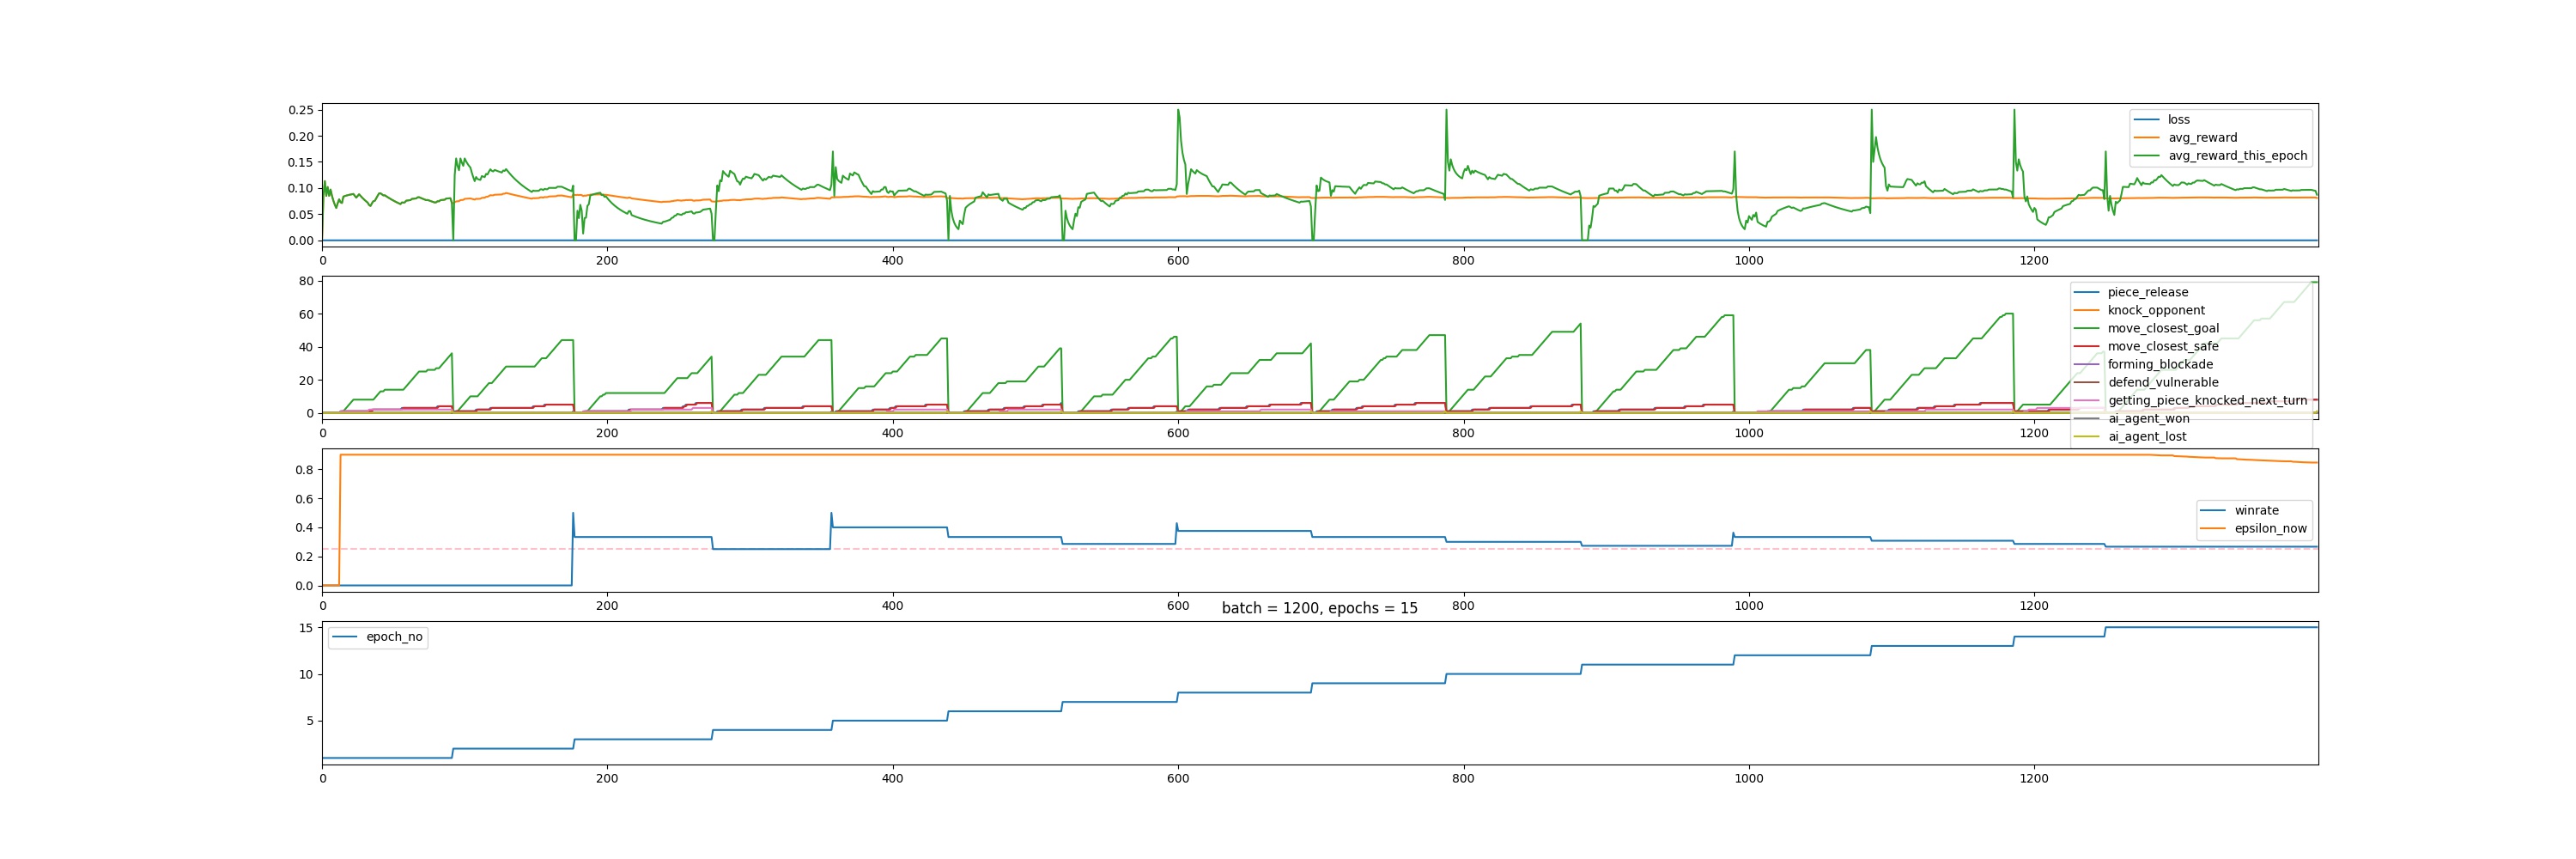 0.25
0.20
0.15
0.10
0.05
0.00
loss
avg_reward
avg_reward_this_epoch
0 200 400 600 800 1000 1200
80
60
40
20
0
piece_release
knock_opponent
move_closest_goal
move_closest_safe
forming_blockade
defend_vulnerable
getting_piece_knocked_next_turn
ai_agent_won
ai_agent_lost
0 200 400 600 800 1000 1200
0.8
0.6
0.4
0.2
0.0
winrate
epsilon_now
0 200 400 600 800 1000 1200
batch = 1200, epochs = 15
15
10
5
epoch_no
0 200 400 600 800 1000 1200